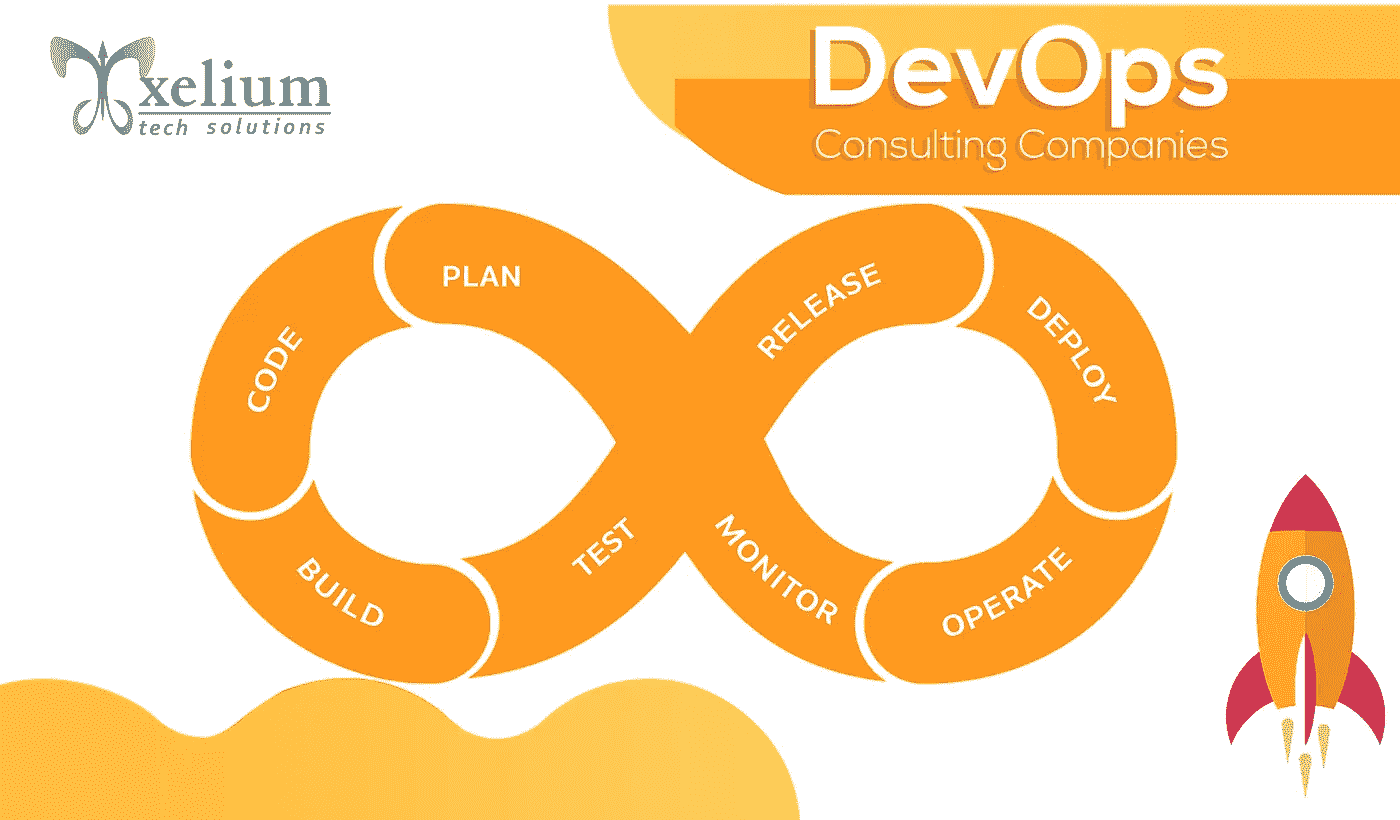 xelium
tech solutions
DevOps
Consulting Companies
PLAN
CODE
BUILD
TEST
RELEASE
DEPLOY
OPERATE
MONITOR